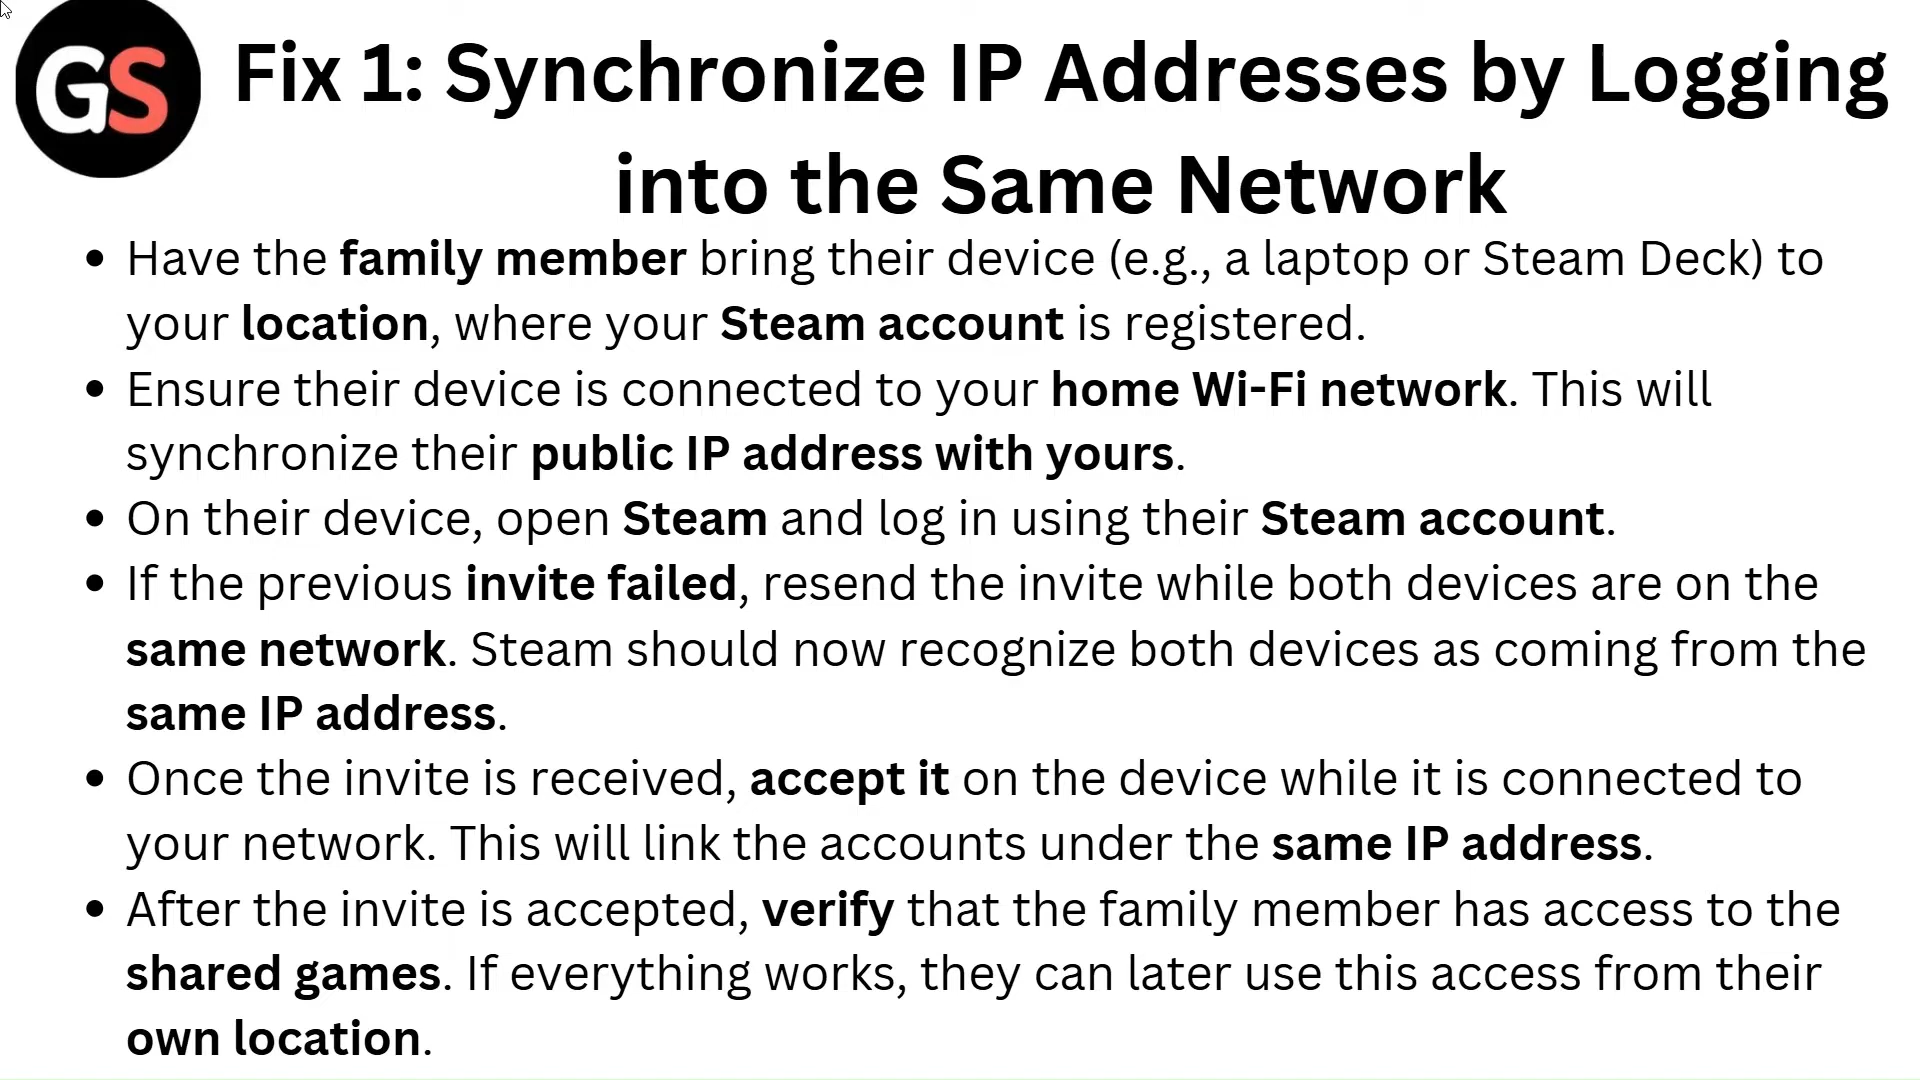 GS
Fix 1: Synchronize IP Addresses by Logging
into the Same Network
• Have the family member bring their device (e.g., a laptop or Steam Deck) to
your location, where your Steam account is registered.
• Ensure their device is connected to your home Wi-Fi network. This will
synchronize their public IP address with yours.
• On their device, open Steam and log in using their Steam account.
• If the previous invite failed, resend the invite while both devices are on the
same network. Steam should now recognize both devices as coming from the
same IP address.
• Once the invite is received, accept it on the device while it is connected to
your network. This will link the accounts under the same IP address.
• After the invite is accepted, verify that the family member has access to the
shared games. If everything works, they can later use this access from their
own location.